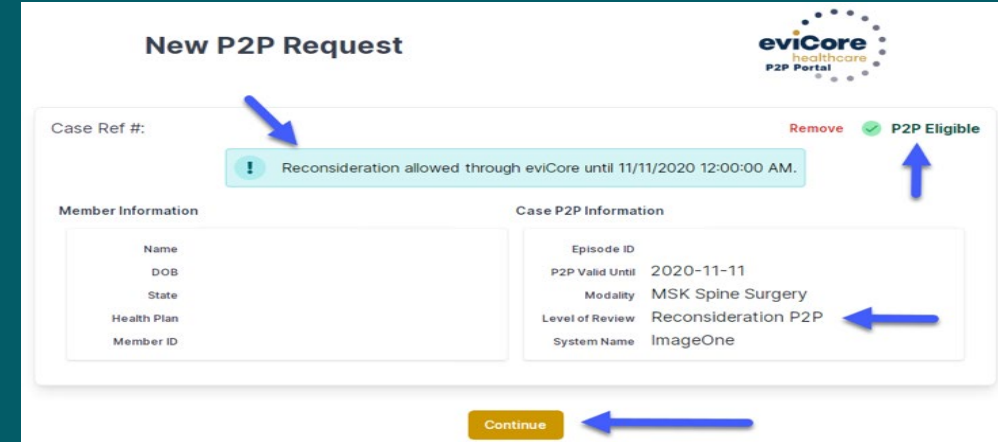 New P2P Request
eviCore
healthcare
P2P Portal
Case Ref #:
Remove
P2P Eligible
! Reconsideration allowed through eviCore until 11/11/2020 12:00:00 AM.
Member Information
Name
DOB
State
Health Plan
Member ID
Case P2P Information
Episode ID
P2P Valid Until 2020-11-11
Modality MSK Spine Surgery
Level of Review Reconsideration P2P
System Name ImageOne
Continue